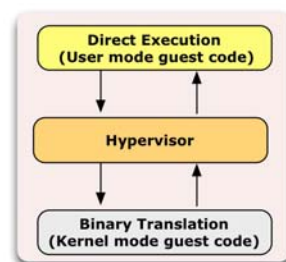 Direct Execution
(User mode guest code)
Hypervisor
Binary Translation
(Kernel mode guest code)